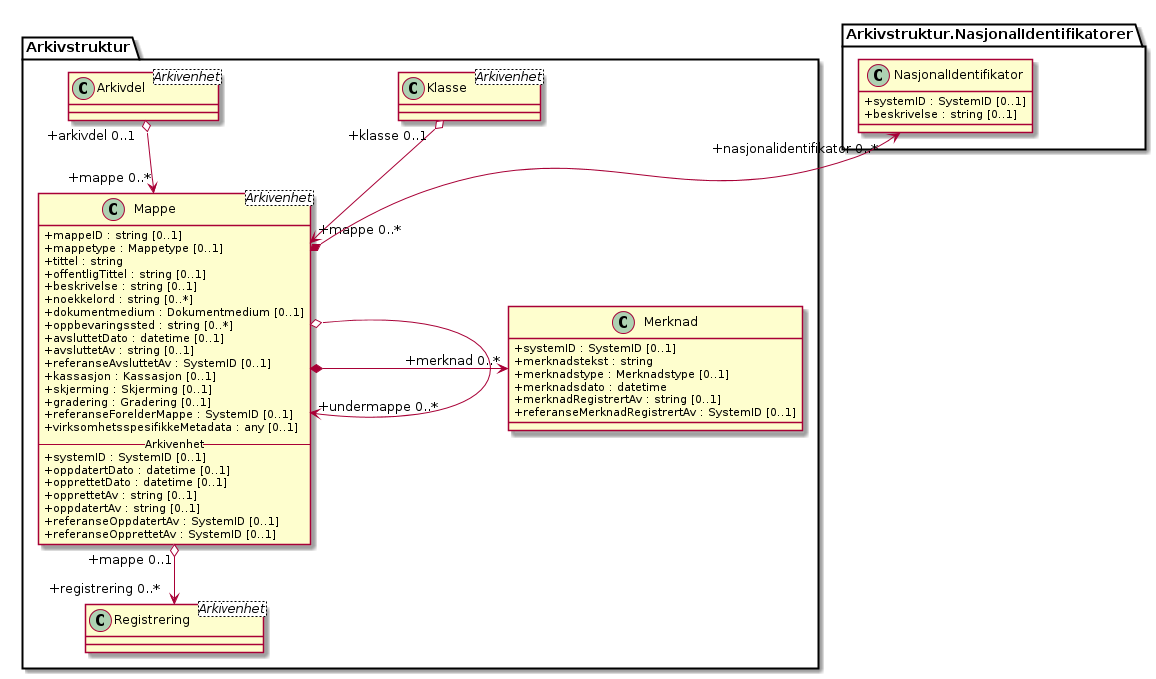 Arkivstruktur.NasjonalIdentifikatorer
Arkivstruktur
C NasjonalIdentifikator
+systemID : SystemID [0..1]
+beskrivelse : string [0..1]
Arkivenhet
C Arkivdel
Arkivenhet
C Klasse
+arkivdel 0..1
+klasse 0..1
+nasjonalidentifikator 0..*
+mappe 0..*
Arkivenhet
C Mappe
+mappe 0..*
+mappeID : string [0..1]
+mappetype : Mappetype [0..1]
+tittel : string
+offentligTittel : string [0..1]
+beskrivelse : string [0..1]
+noekkelord : string [0..*]
+dokumentmedium : Dokumentmedium [0..1]
+oppbevaringssted : string [0..*]
+avsluttetDato : datetime [0..1]
+avsluttetAv : string [0..1]
+referanseAvsluttetAv : SystemID [0..1]
+kassasjon : Kassasjon [0..1]
+skjerming : Skjerming [0..1]
+gradering : Gradering [0..1]
+referanseForelderMappe : SystemID [0..1]
+virksomhetsspesifikkeMetadata : any [0..1]
Arkivenhet
+systemID : SystemID [0..1]
+oppdatertDato : datetime [0..1]
+opprettetDato : datetime [0..1]
+opprettetAv : string [0..1]
+oppdatertAv : string [0..1]
+referanseOppdatertAv : SystemID [0..1]
+referanseOpprettetAv : SystemID [0..1]
+merknad 0..*
+undermappe 0..*
C Merknad
+systemID : SystemID [0..1]
+merknadstekst : string
+merknadstype : Merknadstype [0..1]
+merknadsdato : datetime
+merknadRegistrertAv : string [0..1]
+referanseMerknadRegistrertAv : SystemID [0..1]
+mappe 0..1
+registrering 0..*
Arkivenhet
C Registrering